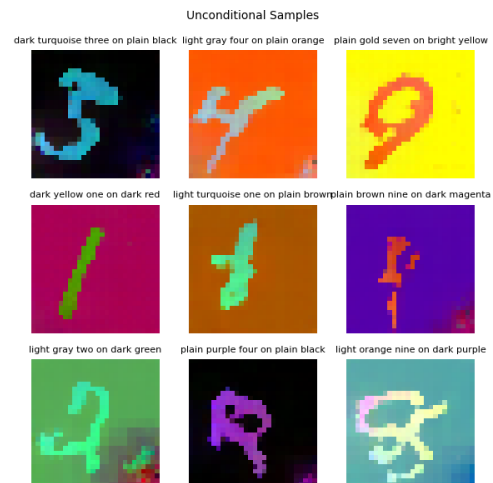 Unconditional Samples
dark turquoise three on plain black
light gray four on plain orange
plain gold seven on bright yellow
dark yellow one on dark red
light turquoise one on plain brown
plain brown nine on dark magenta
light gray two on dark green
plain purple four on plain black
light orange nine on dark purple